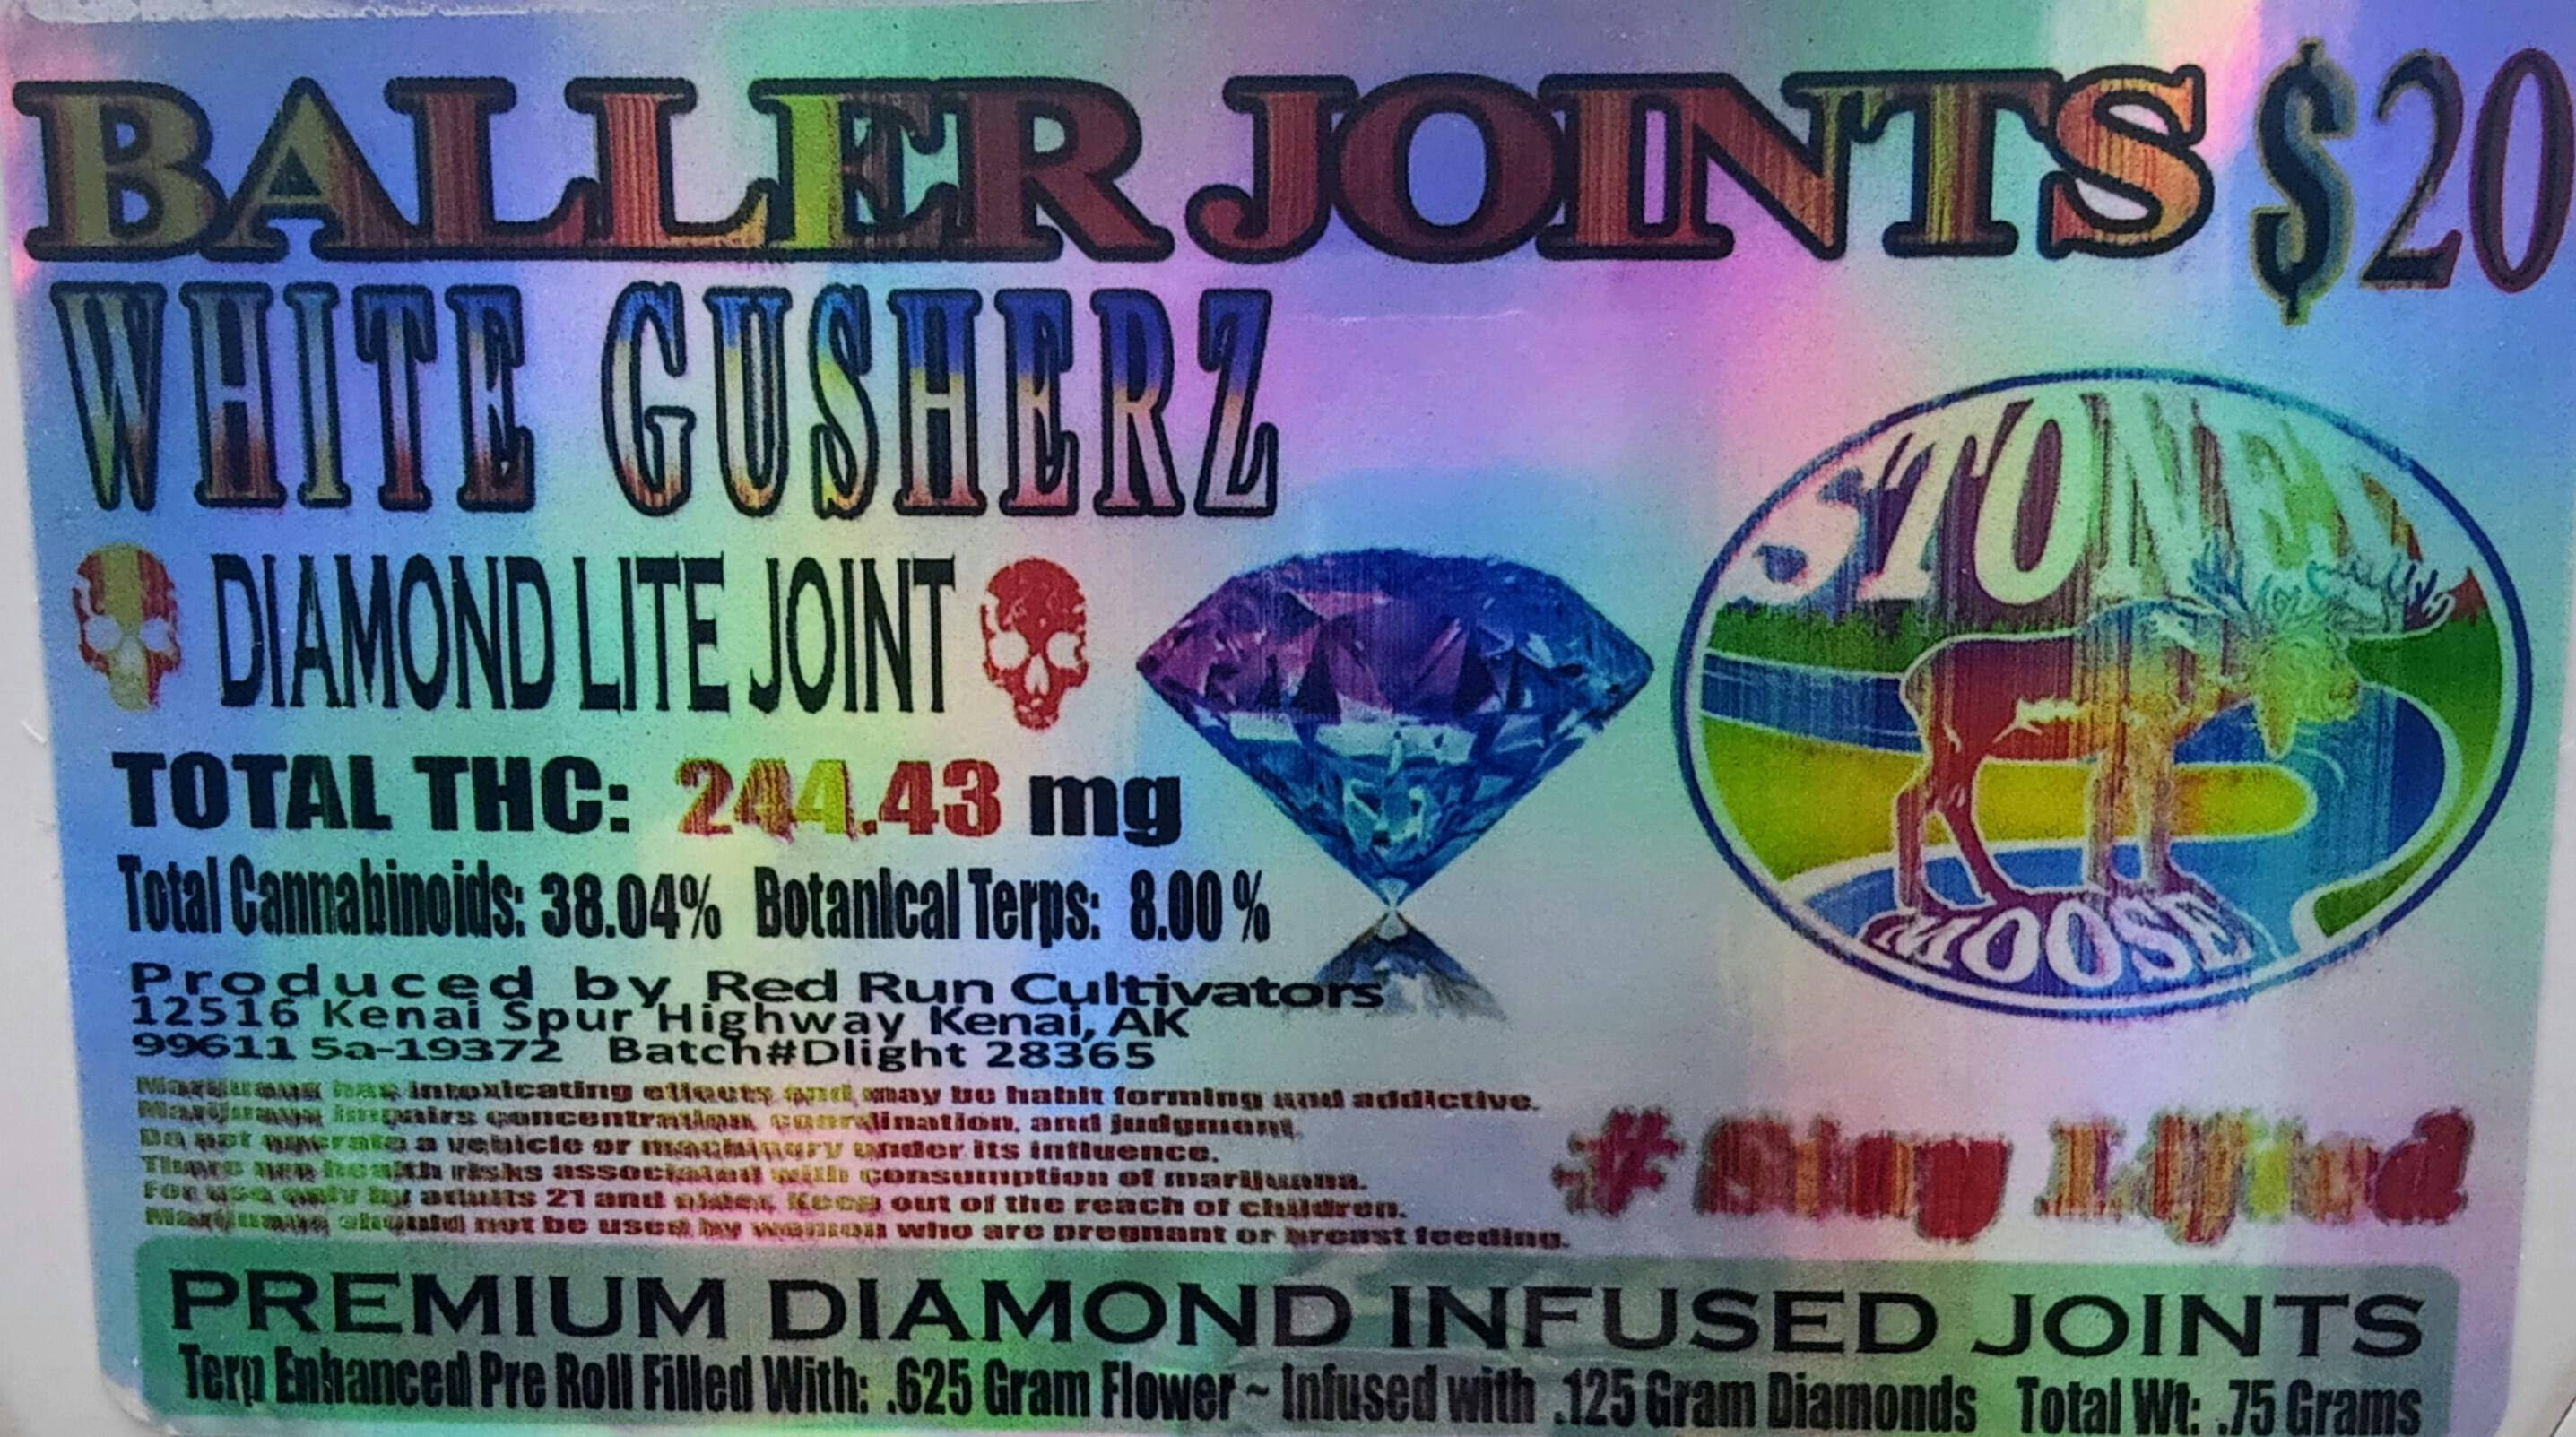 BALLER JOINTS $20
WHITE GUSHERZ
DIAMOND LITE JOINT
STONED
MOOSE
TOTAL THC: 244.43 mg
Total Cannabinoids: 38.04% Botanical Terps: 8.00%
Produced by Red Run Cultivators
12516 Kenai Spur Highway Kenai, AK
99611 5a-19372 Batch#Dlight 28365
Marijuana has intoxicating effects and may be habit forming and addictive.
Marijuana impairs concentration, coordination, and judgment.
Do not operate a vehicle or machinery under its influence.
There are health risks associated with consumption of marijuana.
For use only by adults 21 and older. Keep out of the reach of children.
Marijuana should not be used by women who are pregnant or breast feeding.
# Stay Lifted
PREMIUM DIAMOND INFUSED JOINTS
Terp Enhanced Pre Roll Filled With: .625 Gram Flower ~ Infused with .125 Gram Diamonds Total Wt: .75 Grams